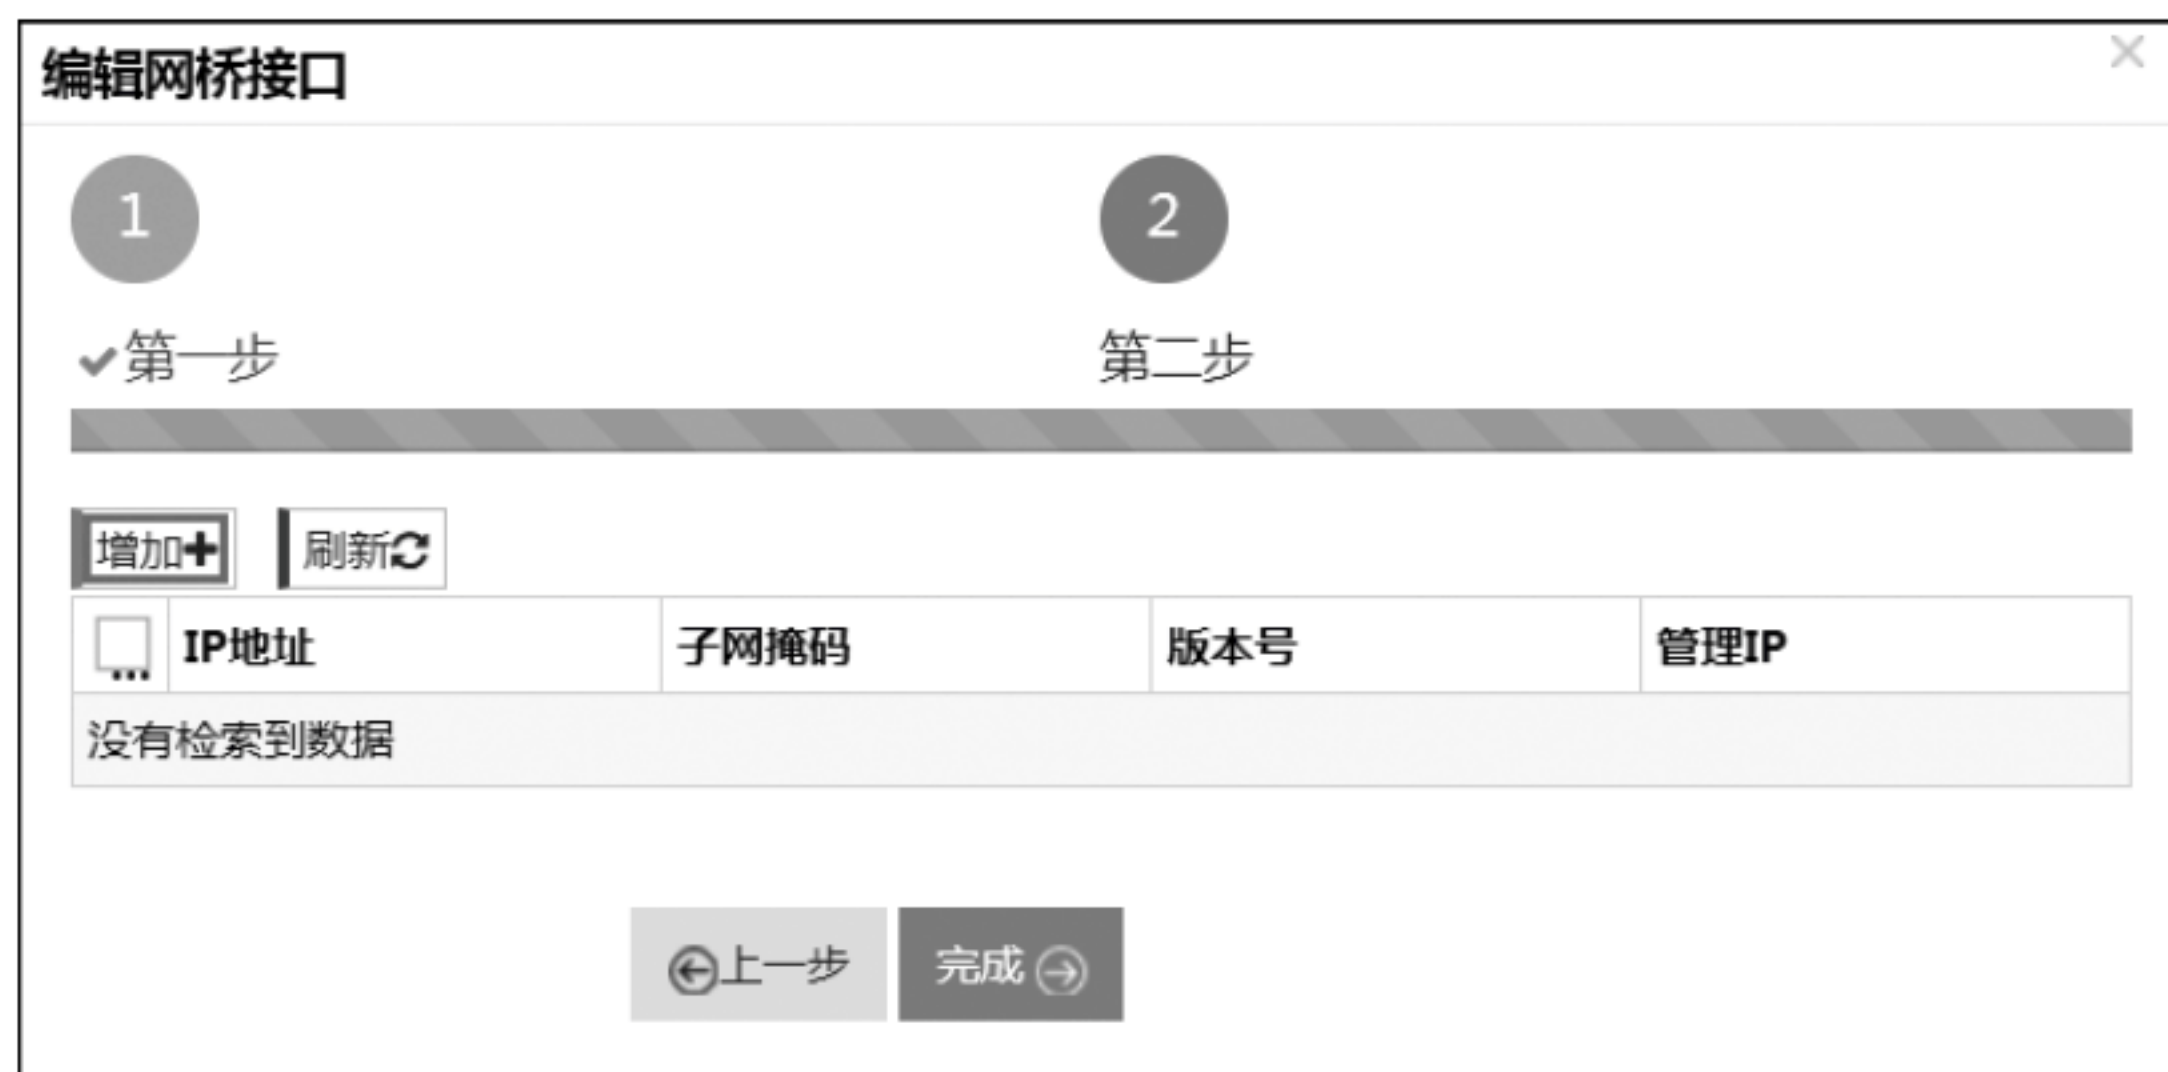 编辑网桥接口
1 2
第一步 第二步
增加 刷新
IP地址 子网掩码 版本号 管理IP
没有检索到数据
上一步 完成